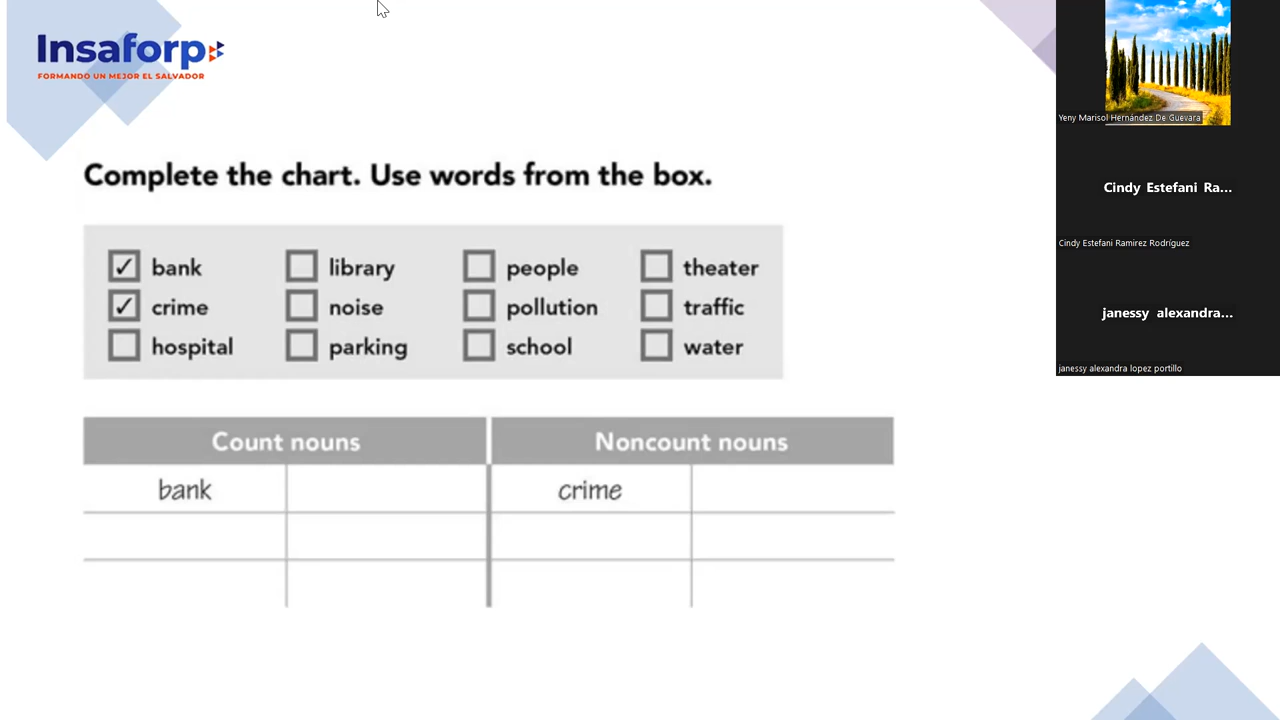 Insaforp
FORMANDO UN MEJOR EL SALVADOR
Complete the chart. Use words from the box.
✓ bank library people theater
✓ crime noise pollution traffic
hospital parking school water
Count nouns Noncount nouns
bank crime
Yeny Marisol Hernández De Guevara
Cindy Estefani Ra...
Cindy Estefani Ramirez Rodríguez
janessy alexandra...
janessy alexandra lopez portillo